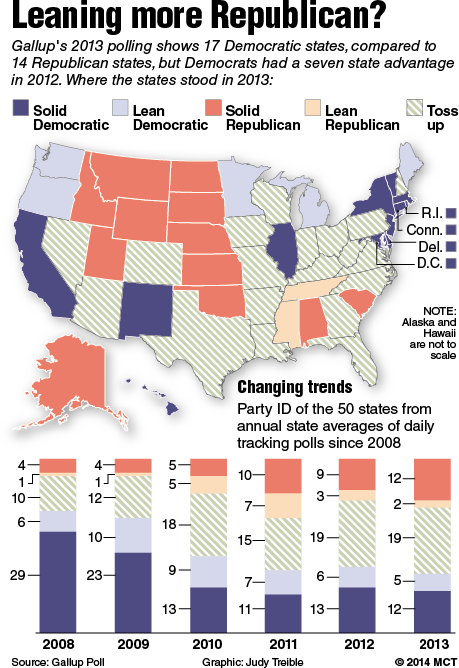 Leaning more Republican?
Gallup's 2013 polling shows 17 Democratic states, compared to
14 Republican states, but Democrats had a seven state advantage
in 2012. Where the states stood in 2013:
Solid Democratic
Lean Democratic
Solid Republican
Lean Republican
Toss up
R.I.
Conn.
Del.
D.C.
NOTE:
Alaska and
Hawaii
are not to
scale
Changing trends
Party ID of the 50 states from
annual state averages of daily
tracking polls since 2008
4
1
10
6
29
4
1
12
10
23
5
5
18
9
13
10
7
15
7
11
9
3
19
6
13
12
2
19
5
12
2008 2009 2010 2011 2012 2013
Source: Gallup Poll Graphic: Judy Treible © 2014 MCT